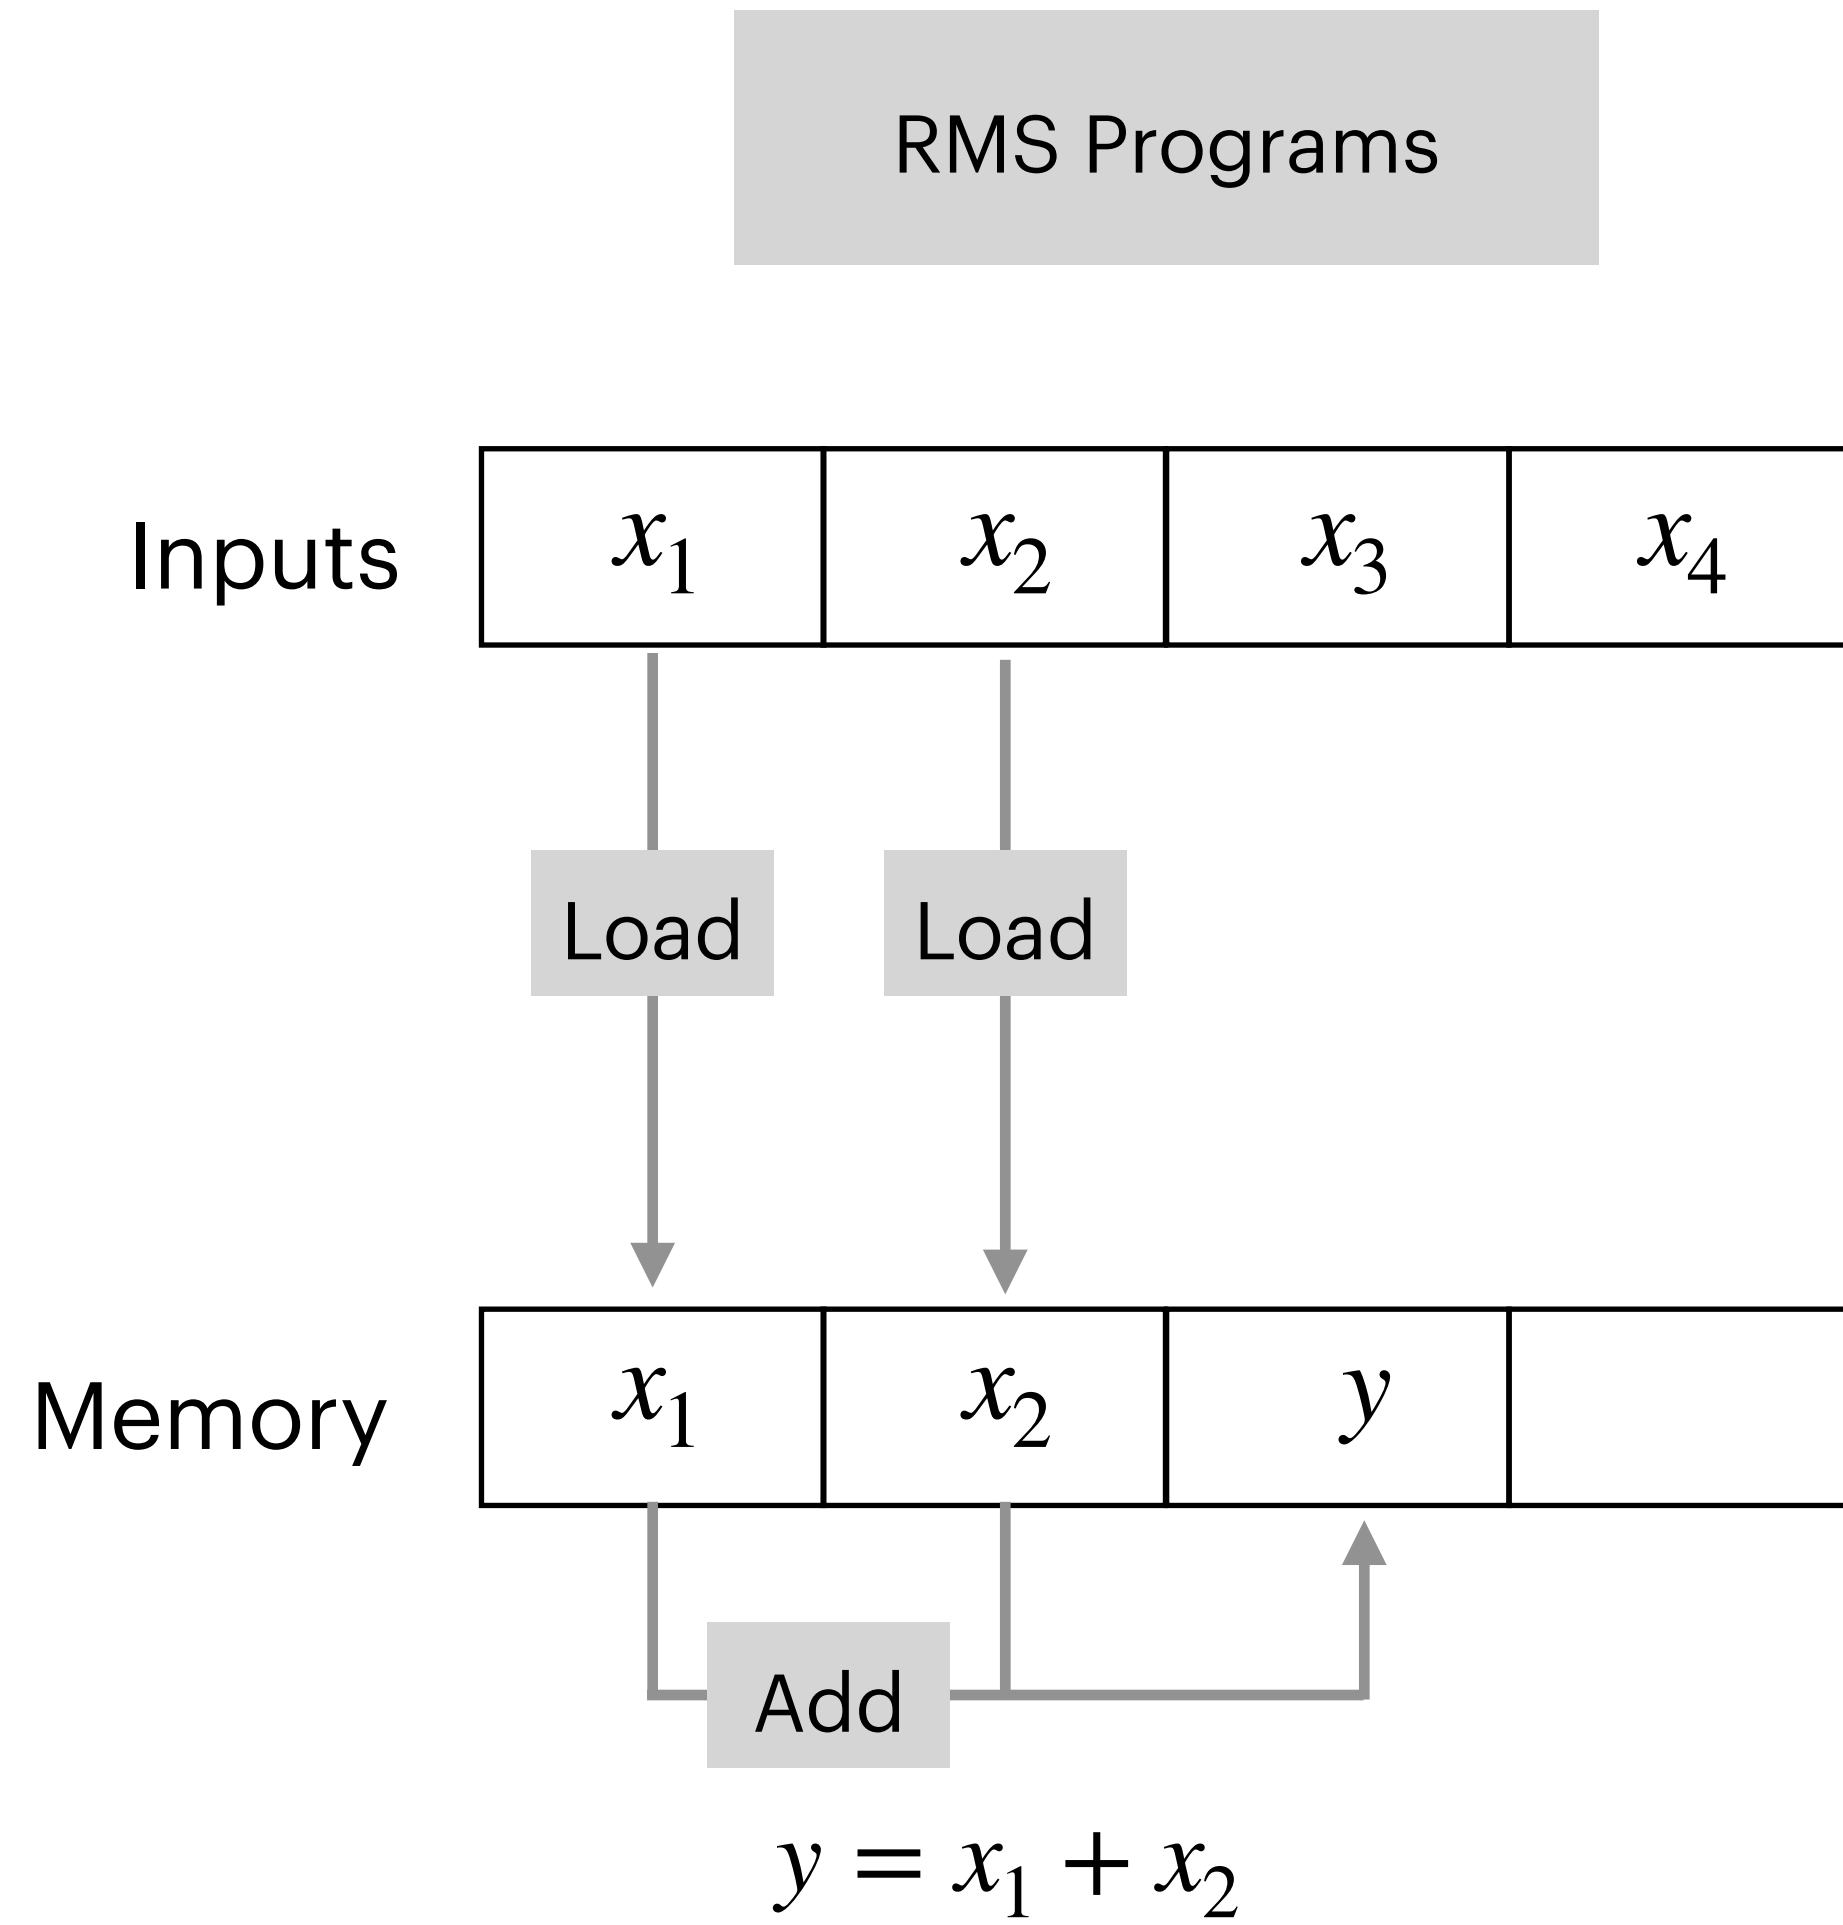 RMS Programs
Inputs x₁ x₂ x₃ x₄
Load Load
Memory x₁ x₂ y
Add
y = x₁ + x₂